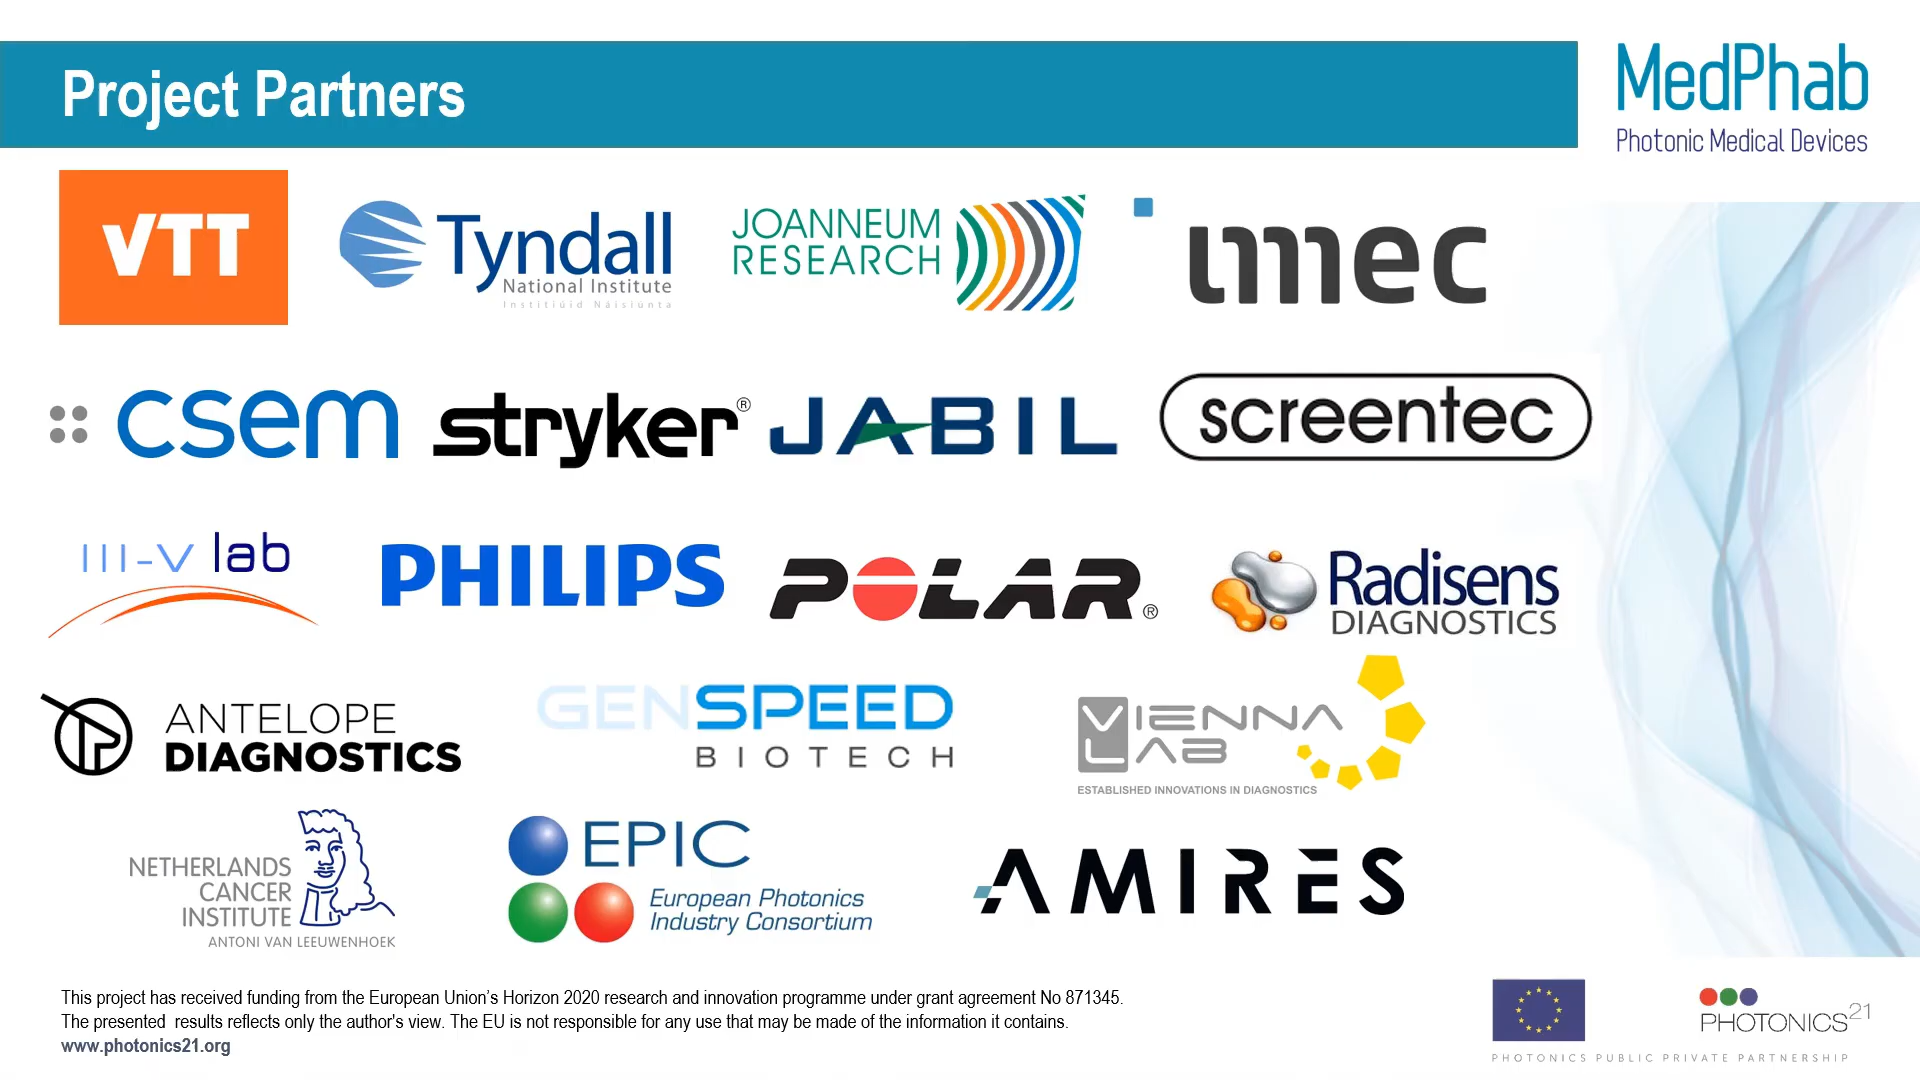 Project Partners
MedPhab
Photonic Medical Devices
VTT
Tyndall
National Institute
Institiúid Náisiúnta
JOANNEUM
RESEARCH
imec
csem
stryker®
JABIL
screentec
III-V lab
PHILIPS
POLAR®
Radisens
DIAGNOSTICS
ANTELOPE
DIAGNOSTICS
GENSPEED
BIOTECH
VIENNA
LAB
ESTABLISHED INNOVATIONS IN DIAGNOSTICS
NETHERLANDS
CANCER
INSTITUTE
ANTONI VAN LEEUWENHOEK
EPIC
European Photonics
Industry Consortium
AMIRES
This project has received funding from the European Union’s Horizon 2020 research and innovation programme under grant agreement No 871345.
The presented  results reflects only the author's view. The EU is not responsible for any use that may be made of the information it contains.
www.photonics21.org
PHOTONICS21
PHOTONICS PUBLIC PRIVATE PARTNERSHIP